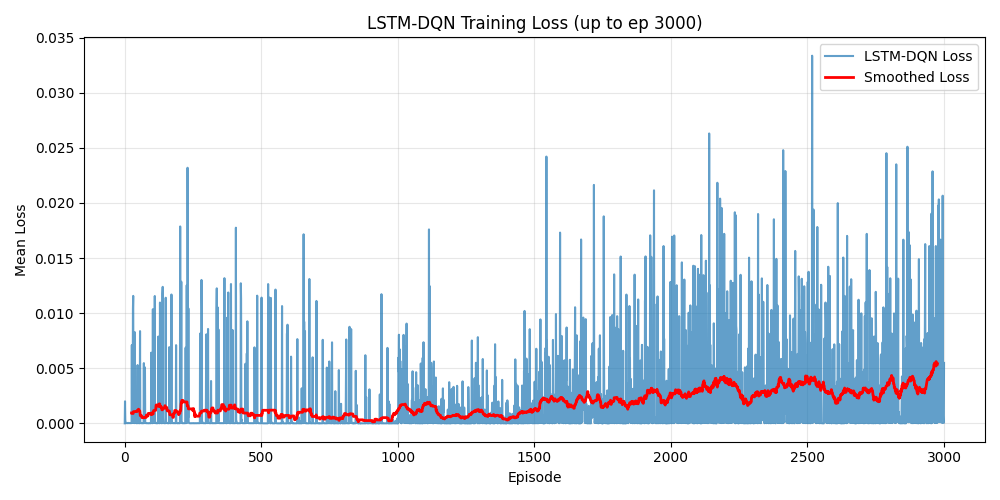 LSTM-DQN Training Loss (up to ep 3000)
LSTM-DQN Loss
Smoothed Loss
Mean Loss
0.035
0.030
0.025
0.020
0.015
0.010
0.005
0.000
0 500 1000 1500 2000 2500 3000
Episode